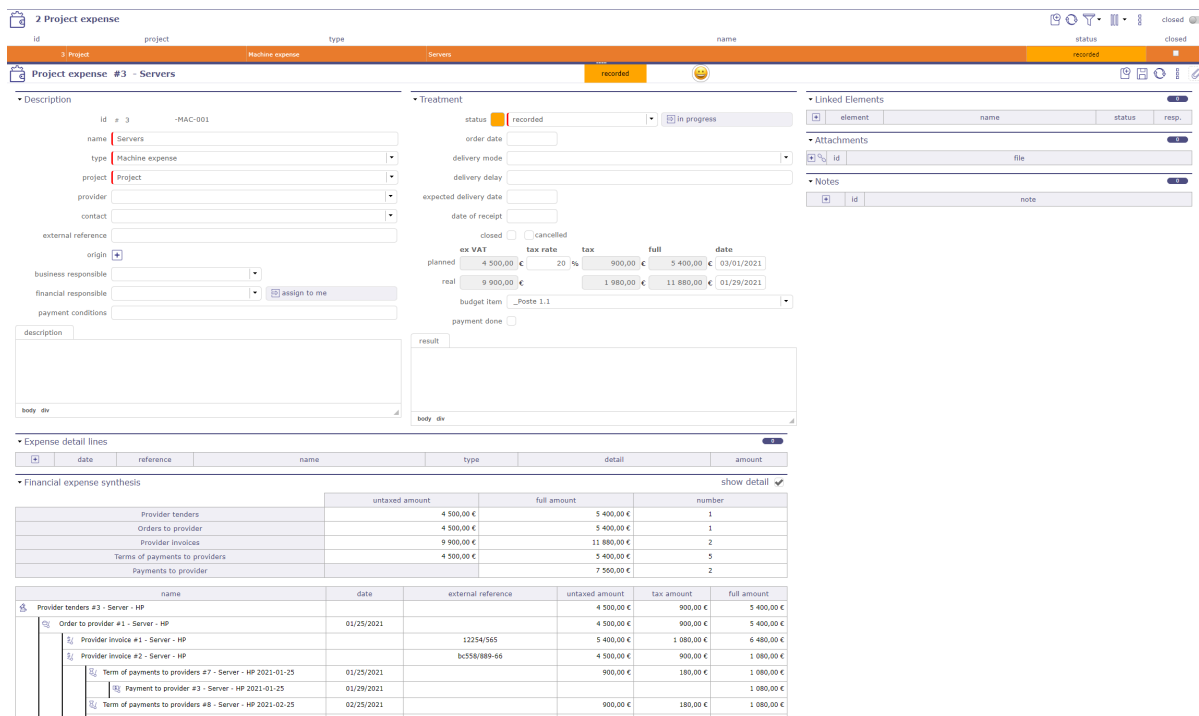 2 Project expense
closed
id project type name status closed
3 Project Machine expense Servers recorded
Project expense #3 - Servers recorded
Description
id # 3 -MAC-001
name Servers
type Machine expense
project Project
provider
contact
external reference
origin
business responsible
financial responsible assign to me
payment conditions
description
body div
Treatment
status recorded in progress
order date
delivery mode
delivery delay
expected delivery date
date of receipt
closed cancelled
ex VAT tax rate tax full date
planned 4 500,00 € 20 % 900,00 € 5 400,00 € 03/01/2021
real 9 900,00 € 1 980,00 € 11 880,00 € 01/29/2021
budget item _Poste 1.1
payment done
result
body div
Linked Elements 0
element name status resp.
Attachments 0
id file
Notes 0
id note
Expense detail lines 0
date reference name type detail amount
Financial expense synthesis show detail
untaxed amount full amount number
Provider tenders 4 500,00 € 5 400,00 € 1
Orders to provider 4 500,00 € 5 400,00 € 1
Provider invoices 9 900,00 € 11 880,00 € 2
Terms of payments to providers 4 500,00 € 5 400,00 € 5
Payments to provider 7 560,00 € 2
name date external reference untaxed amount tax amount full amount
Provider tenders #3 - Server - HP 4 500,00 € 900,00 € 5 400,00 €
Order to provider #1 - Server - HP 01/25/2021 4 500,00 € 900,00 € 5 400,00 €
Provider invoice #1 - Server - HP 12254/565 5 400,00 € 1 080,00 € 6 480,00 €
Provider invoice #2 - Server - HP bc558/889-66 4 500,00 € 900,00 € 1 080,00 €
Term of payments to providers #7 - Server - HP 2021-01-25 01/25/2021 900,00 € 180,00 € 1 080,00 €
Payment to provider #3 - Server - HP 2021-01-25 01/29/2021 1 080,00 €
Term of payments to providers #8 - Server - HP 2021-02-25 02/25/2021 900,00 € 180,00 € 1 080,00 €